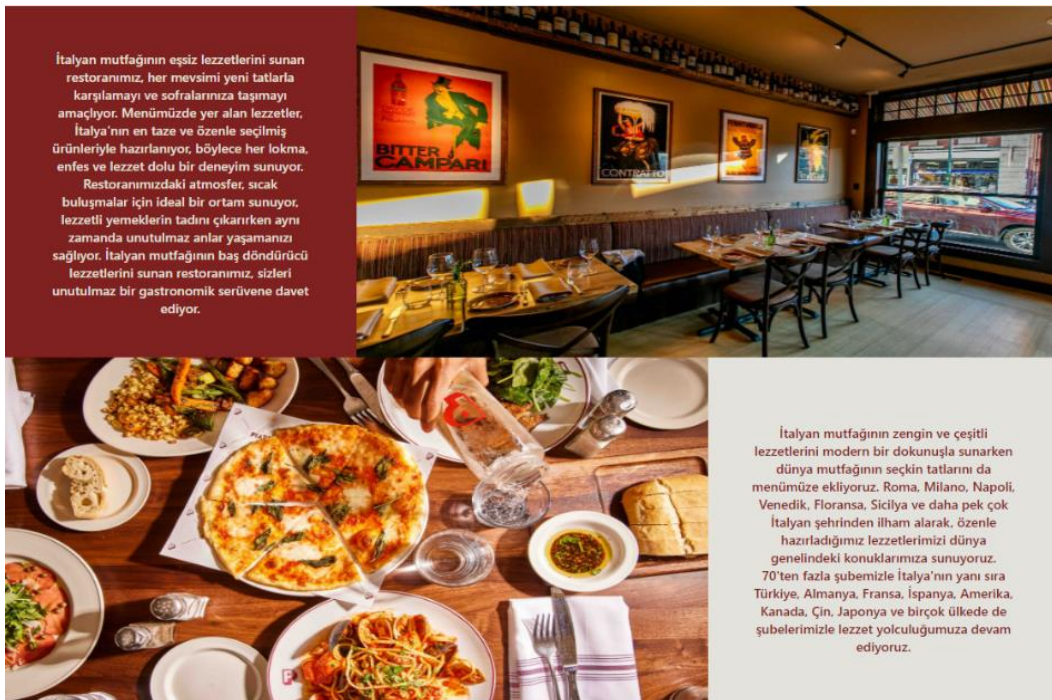 İtalyan mutfağının eşsiz lezzetlerini sunan
restoranımız, her mevsimi yeni tatlarla
karşılamayı ve sofralarınıza taşımayı
amaçlıyor. Menümüzde yer alan lezzetler,
İtalya'nın en taze ve özenle seçilmiş
ürünleriyle hazırlanıyor, böylece her lokma,
enfes ve lezzet dolu bir deneyim sunuyor.
Restoranımızdaki atmosfer, sıcak
buluşmalar için ideal bir ortam sunuyor,
lezzetli yemeklerin tadını çıkarırken aynı
zamanda unutulmaz anlar yaşamanızı
sağlıyor. İtalyan mutfağının baş döndürücü
lezzetlerini sunan restoranımız, sizleri
unutulmaz bir gastronomik serüvene davet
ediyor.
BITTER
CAMPARI
CONTRATTO
İtalyan mutfağının zengin ve çeşitli
lezzetlerini modern bir dokunuşla sunarken
dünya mutfağının seçkin tatlarını da
menümüze ekliyoruz. Roma, Milano, Napoli,
Venedik, Floransa, Sicilya ve daha pek çok
İtalyan şehrinden ilham alarak, özenle
hazırladığımız lezzetlerimizi dünya
genelindeki konuklarımıza sunuyoruz.
70'ten fazla şubemizle İtalya'nın yanı sıra
Türkiye, Almanya, Fransa, İspanya, Amerika,
Kanada, Çin, Japonya ve birçok ülkede de
şubelerimizle lezzet yolculuğumuza devam
ediyoruz.